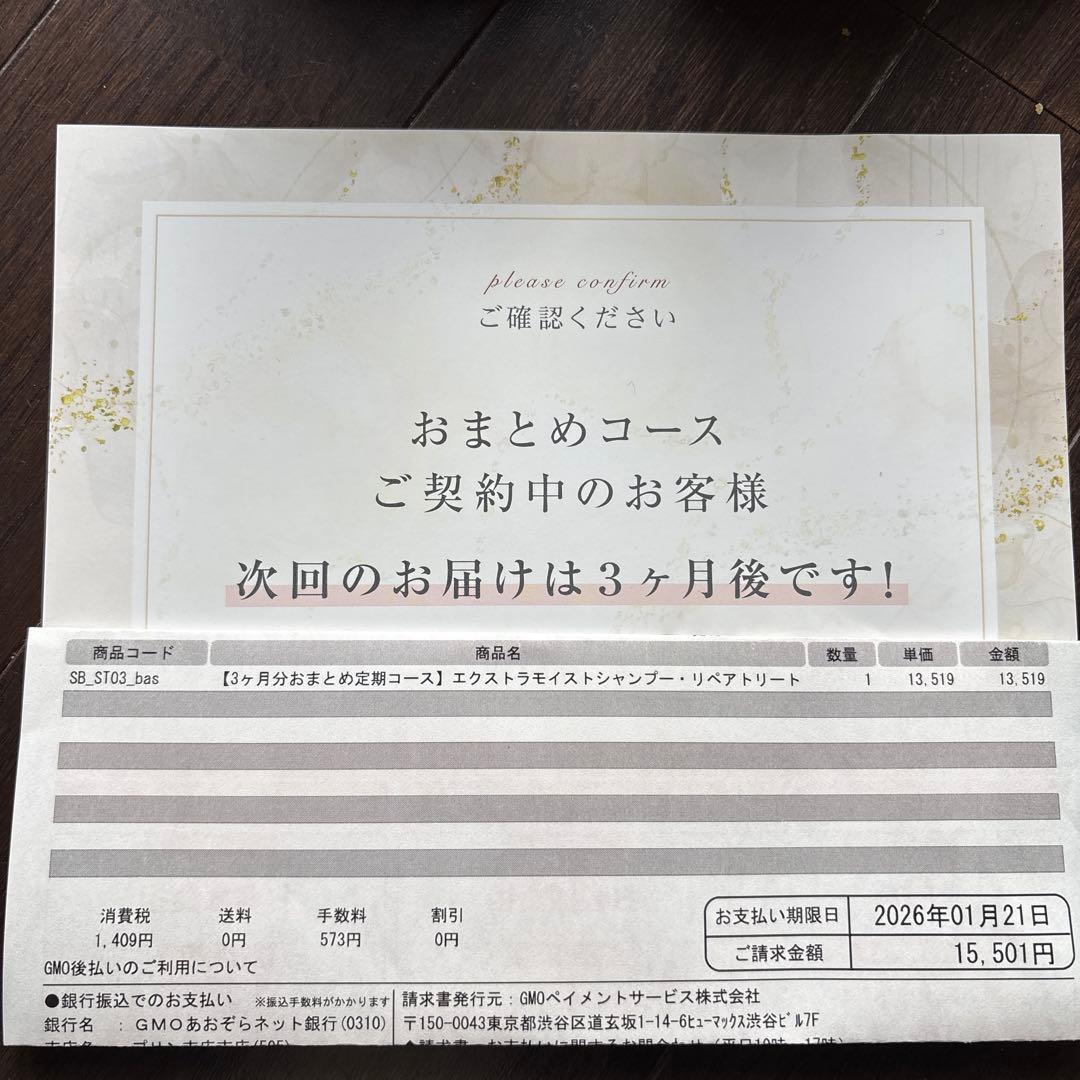 please confirm
ご確認ください
おまとめコース
ご契約中のお客様
次回のお届けは3ヶ月後です!
商品コード 商品名 数量 単価 金額
SB_ST03_bas 【3ヶ月分おまとめ定期コース】エクストラモイストシャンプー・リペアトリート 1 13,519 13,519
消費税 送料 手数料 割引
1,409円 0円 573円 0円
お支払い期限日 2026年01月21日
ご請求金額 15,501円
GMO後払いのご利用について
●銀行振込でのお支払い ※振込手数料がかかります
銀行名 : GMOあおぞらネット銀行(0310)
請求書発行元:GMOペイメントサービス株式会社
〒150-0043東京都渋谷区道玄坂1-14-6ﾋｭｰﾏｯｸｽ渋谷ﾋﾞﾙ7F